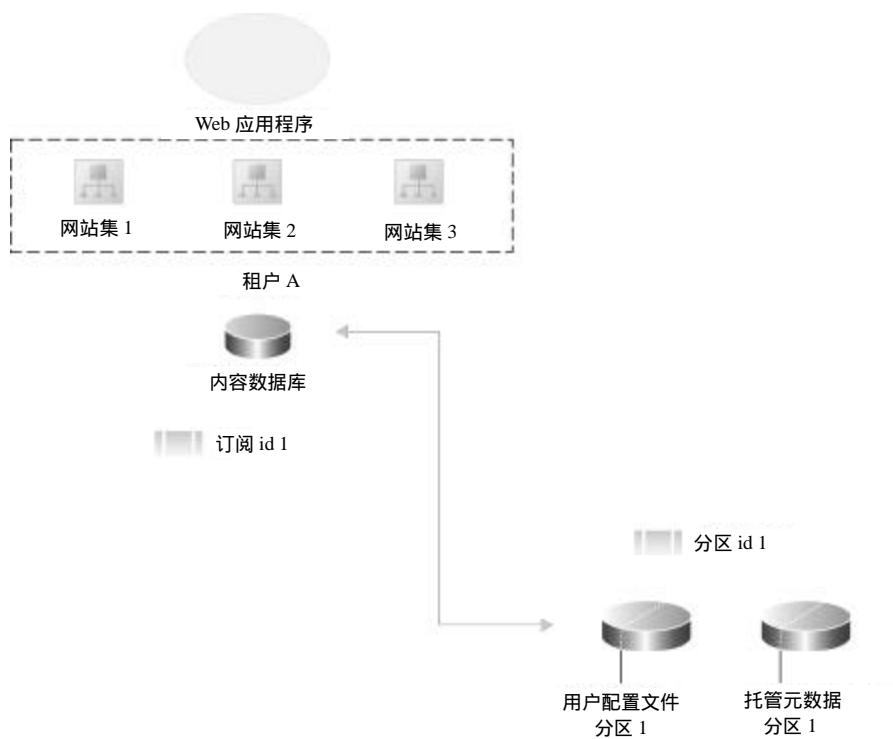 Web 应用程序
网站集 1
网站集 2
网站集 3
租户 A
内容数据库
订阅 id 1
分区 id 1
用户配置文件
分区 1
托管元数据
分区 1